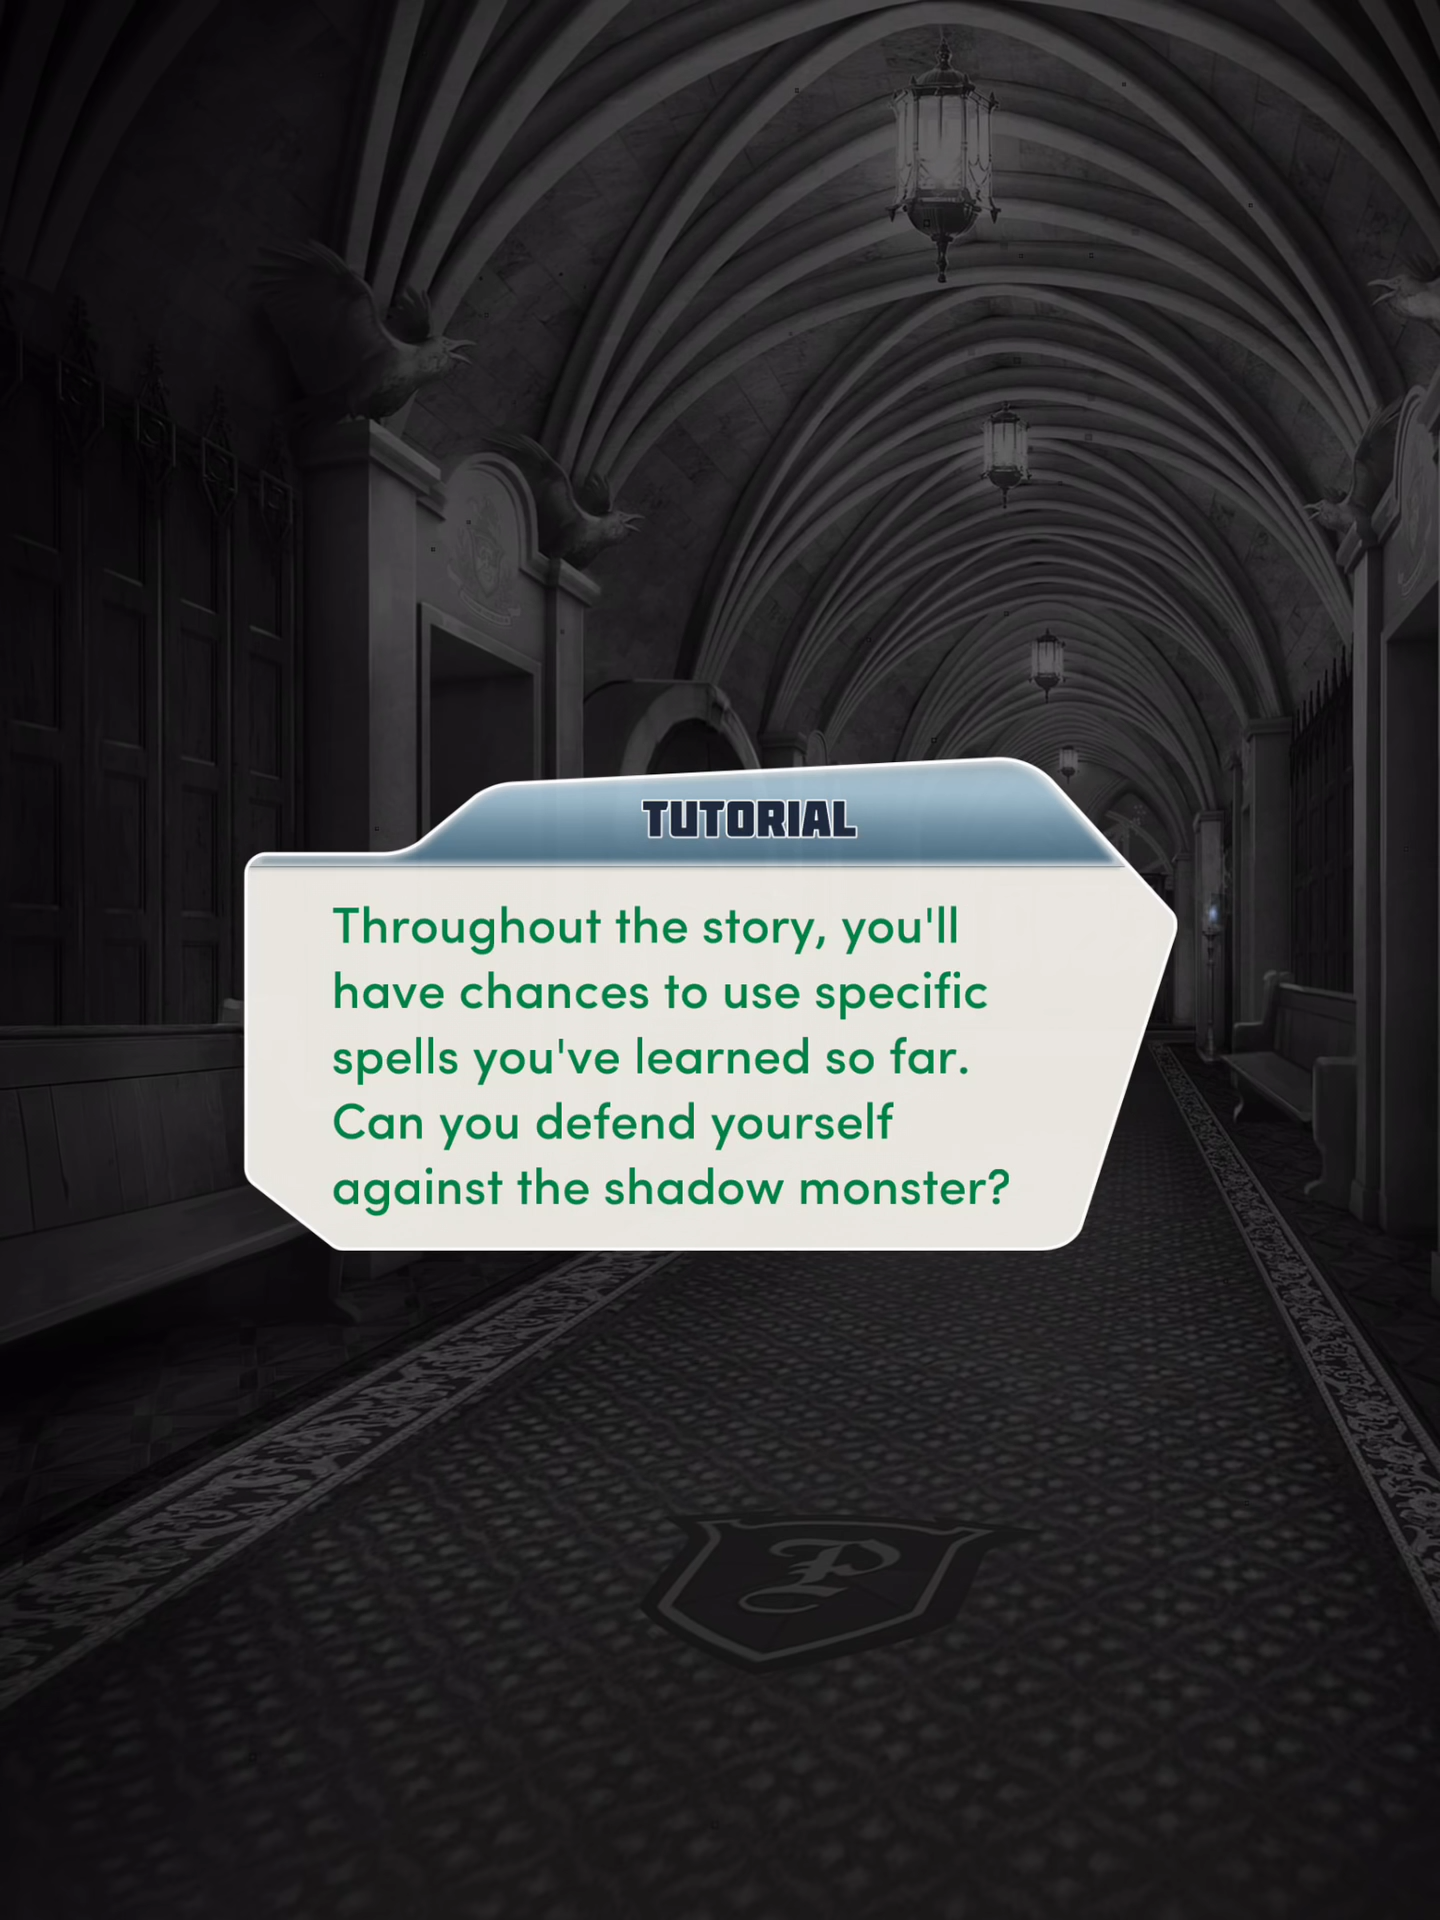 TUTORIAL
Throughout the story, you'll
have chances to use specific
spells you've learned so far.
Can you defend yourself
against the shadow monster?
P